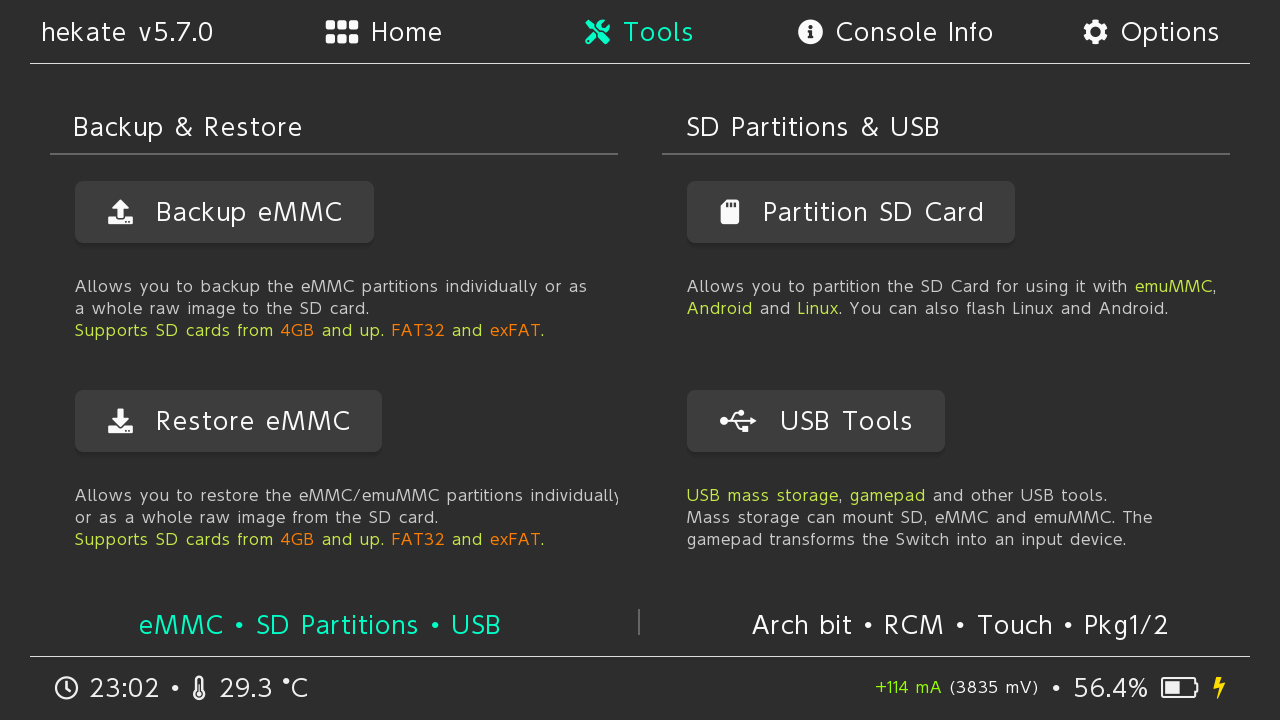 hekate v5.7.0
Home
Tools
Console Info
Options
Backup & Restore
Backup eMMC
Allows you to backup the eMMC partitions individually or as
a whole raw image to the SD card.
Supports SD cards from 4GB and up. FAT32 and exFAT.
Restore eMMC
Allows you to restore the eMMC/emuMMC partitions individually
or as a whole raw image from the SD card.
Supports SD cards from 4GB and up. FAT32 and exFAT.
SD Partitions & USB
Partition SD Card
Allows you to partition the SD Card for using it with emuMMC,
Android and Linux. You can also flash Linux and Android.
USB Tools
USB mass storage, gamepad and other USB tools.
Mass storage can mount SD, eMMC and emuMMC. The
gamepad transforms the Switch into an input device.
eMMC • SD Partitions • USB
Arch bit • RCM • Touch • Pkg1/2
23:02 • 29.3 °C
+114 mA (3835 mV) • 56.4%